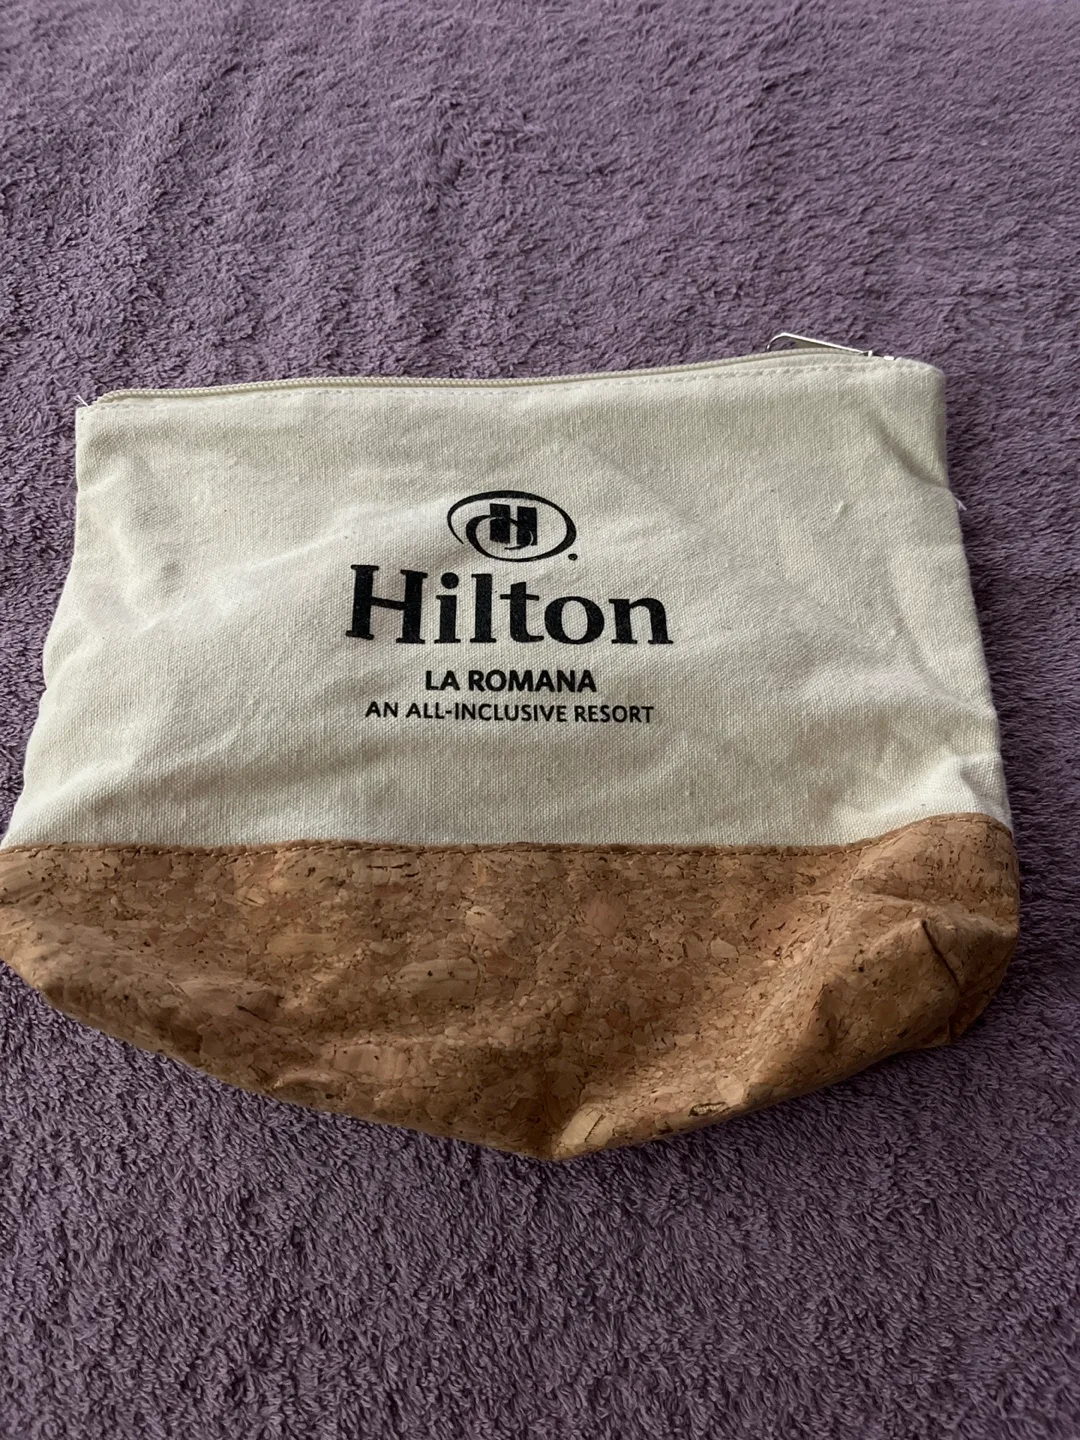 H
Hilton
LA ROMANA
AN ALL-INCLUSIVE RESORT